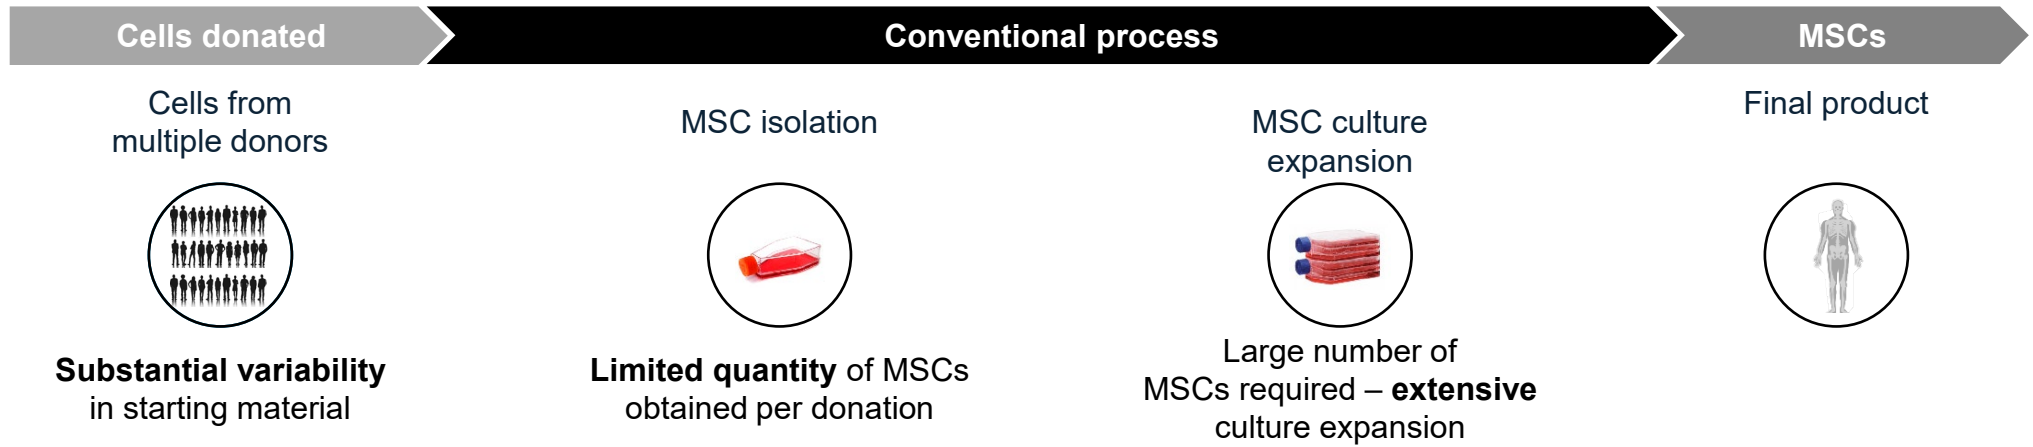 Cells donated
Conventional process
MSCs
Cells from
multiple donors
MSC isolation
MSC culture
expansion
Final product
Substantial variability
in starting material
Limited quantity of MSCs
obtained per donation
Large number of
MSCs required – extensive
culture expansion